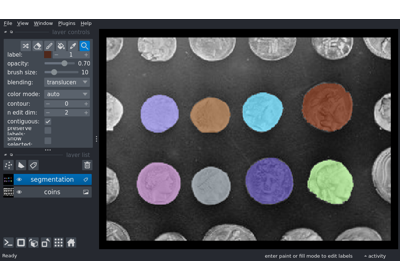 File View Window Plugins Help
layer controls
label: 1
opacity: 0.70
brush size: 10
blending: translucen
color mode: auto
contour: 0
n edit dim: 2
contiguous:
preserve labels:
show selected:
layer list
segmentation
coins
Ready
enter paint or fill mode to edit labels
activity